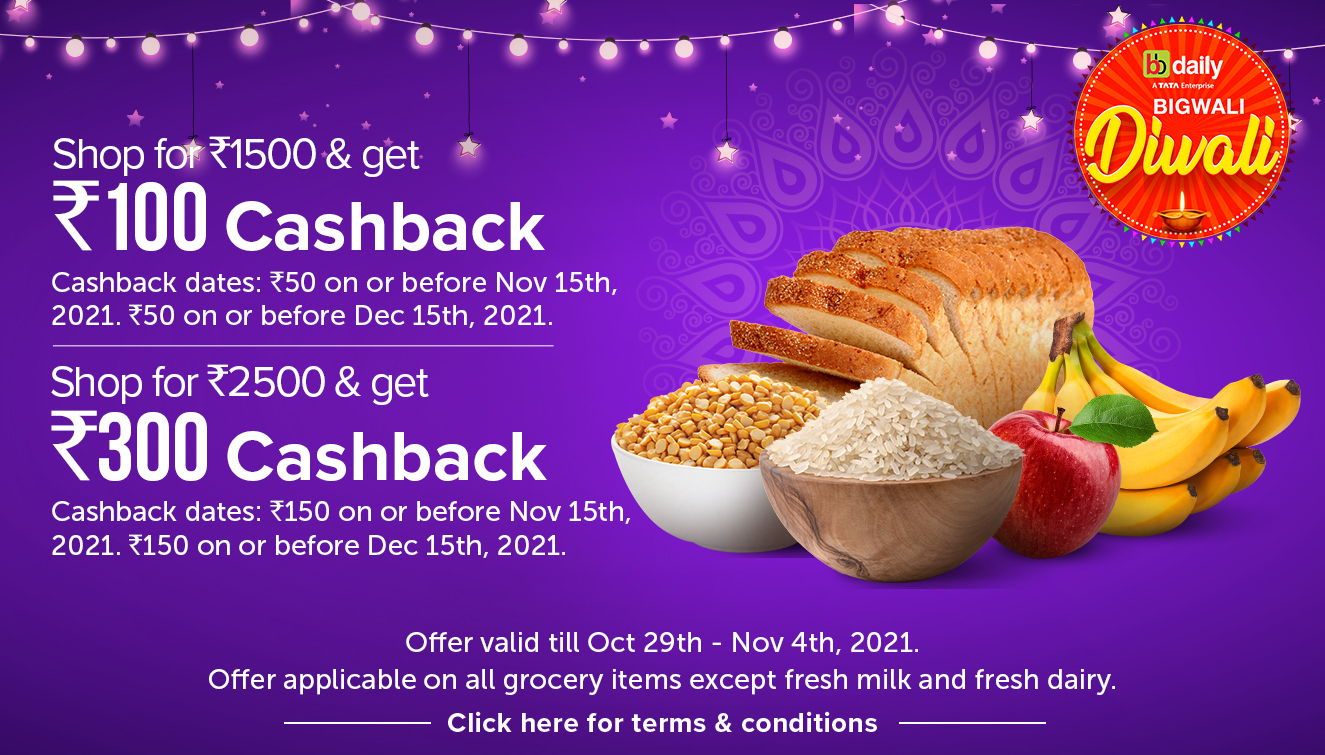 bb daily
A TATA Enterprise
BIGWALI
Diwali
Shop for ₹1500 & get
₹100 Cashback
Cashback dates: ₹50 on or before Nov 15th,
2021. ₹50 on or before Dec 15th, 2021.
Shop for ₹2500 & get
₹300 Cashback
Cashback dates: ₹150 on or before Nov 15th,
2021. ₹150 on or before Dec 15th, 2021.
Offer valid till Oct 29th - Nov 4th, 2021.
Offer applicable on all grocery items except fresh milk and fresh dairy.
Click here for terms & conditions